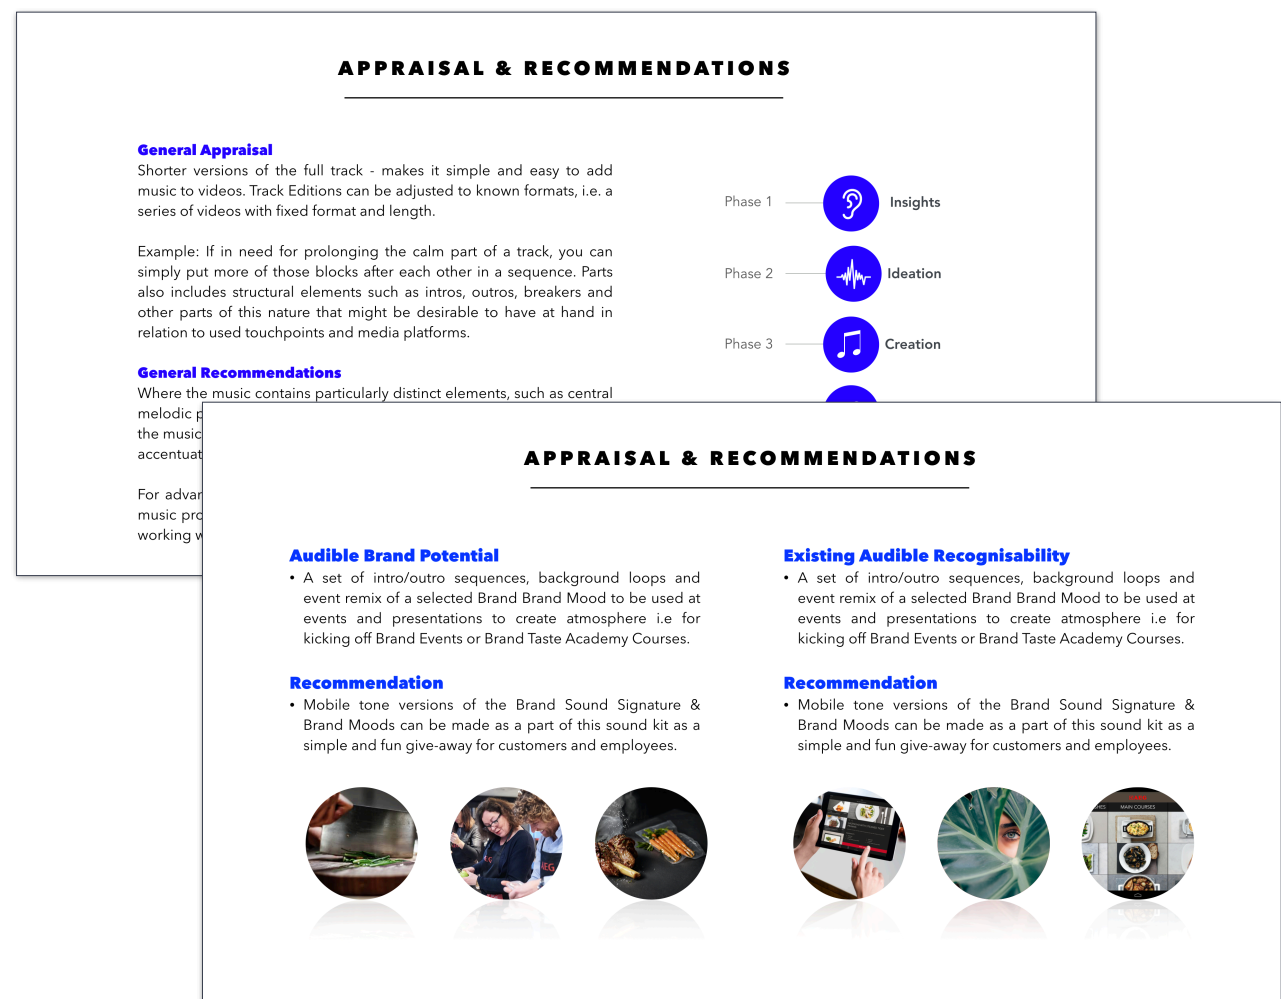 APPRAISAL & RECOMMENDATIONS
General Appraisal
Shorter versions of the full track - makes it simple and easy to add
music to videos. Track Editions can be adjusted to known formats, i.e. a
series of videos with fixed format and length.
Example: If in need for prolonging the calm part of a track, you can
simply put more of those blocks after each other in a sequence. Parts
also includes structural elements such as intros, outros, breakers and
other parts of this nature that might be desirable to have at hand in
relation to used touchpoints and media platforms.
General Recommendations
Where the music contains particularly distinct elements, such as central
melodic
the music
For
music
working
Phase 1
Insights
Phase 2
Ideation
Phase 3
Creation
APPRAISAL & RECOMMENDATIONS
Audible Brand Potential
• A set of intro/outro sequences, background loops and
event remix of a selected Brand Brand Mood to be used at
events and presentations to create atmosphere i.e for
kicking off Brand Events or Brand Taste Academy Courses.
Recommendation
• Mobile tone versions of the Brand Sound Signature &
Brand Moods can be made as a part of this sound kit as a
simple and fun give-away for customers and employees.
Existing Audible Recognisability
• A set of intro/outro sequences, background loops and
event remix of a selected Brand Brand Mood to be used at
events and presentations to create atmosphere i.e for
kicking off Brand Events or Brand Taste Academy Courses.
Recommendation
• Mobile tone versions of the Brand Sound Signature &
Brand Moods can be made as a part of this sound kit as a
simple and fun give-away for customers and employees.
MAIN COURSES